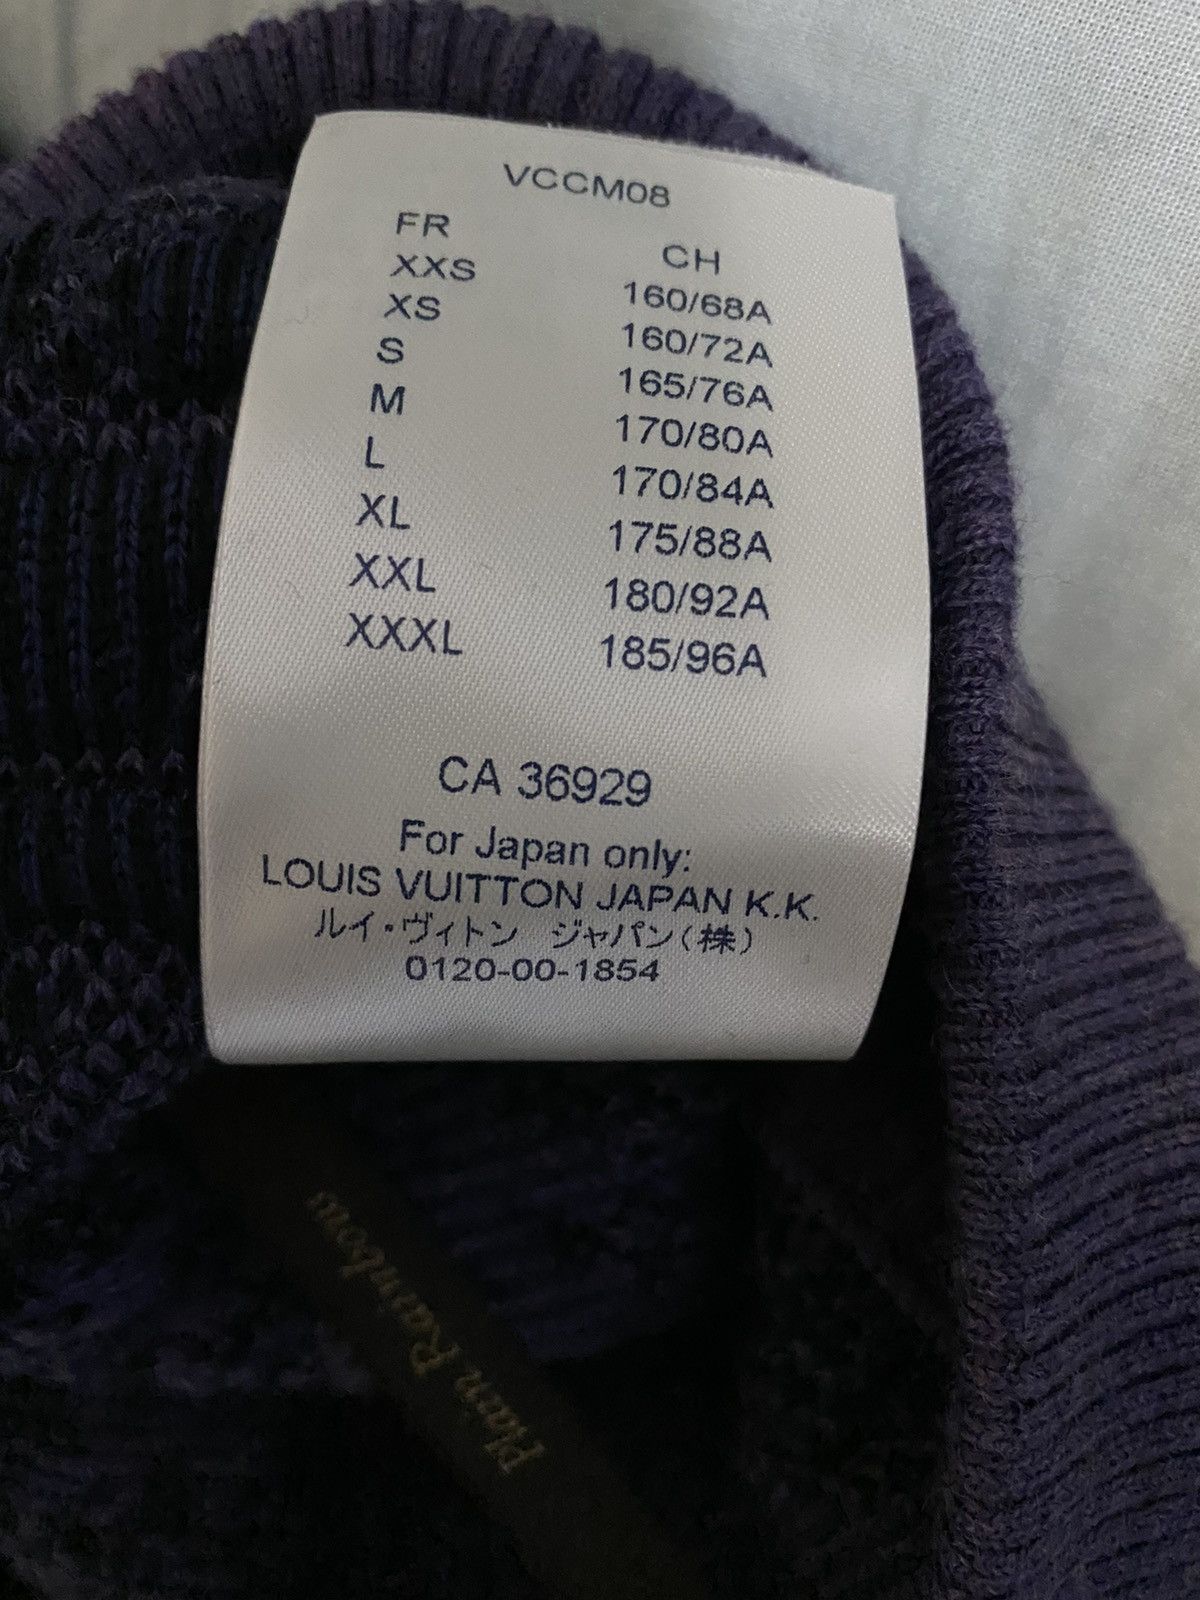 VCCM08
FR CH
XXS 160/68A
XS 160/72A
S 165/76A
M 170/80A
L 170/84A
XL 175/88A
XXL 180/92A
XXXL 185/96A
CA 36929
For Japan only:
LOUIS VUITTON JAPAN K.K.
ルイ・ヴィトン ジャパン(株)
0120-00-1854
Plain Rainbows